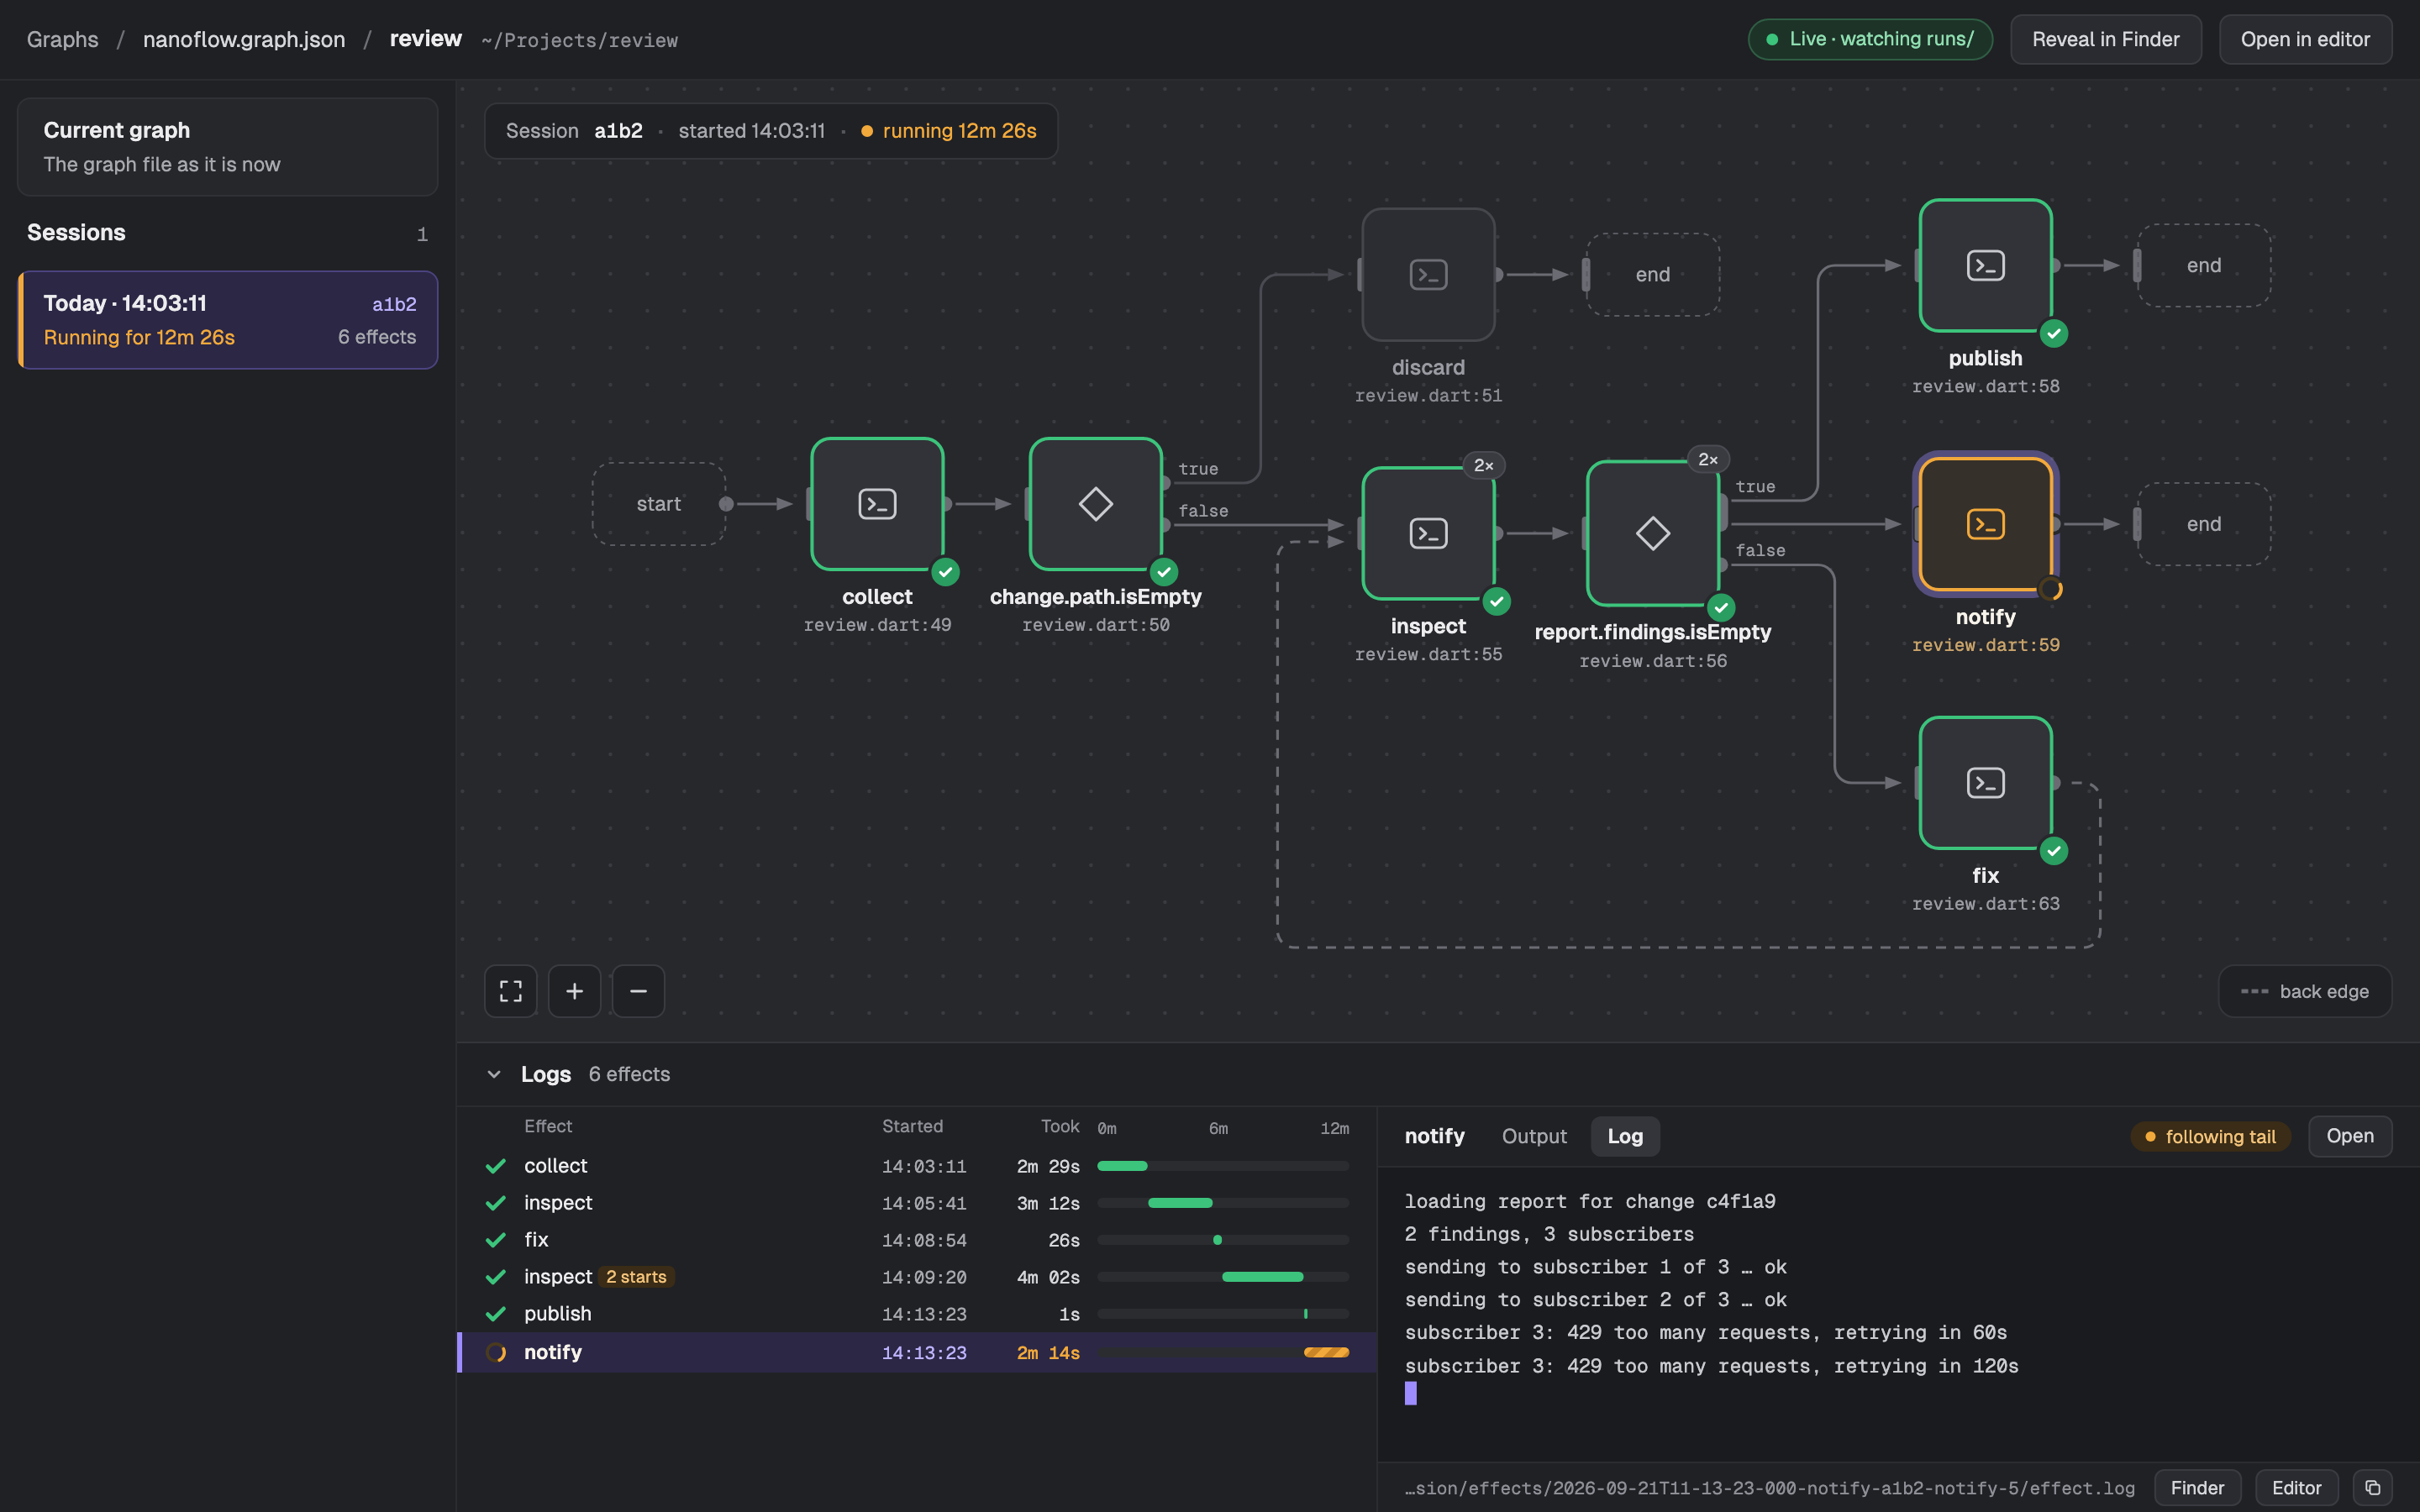 Graphs / nanoflow.graph.json / review ~/Projects/review
Live · watching runs/
Reveal in Finder
Open in editor
Current graph
The graph file as it is now
Sessions 1
Today · 14:03:11 a1b2
Running for 12m 26s 6 effects
Session a1b2 · started 14:03:11 · running 12m 26s
start
collect
review.dart:49
change.path.isEmpty
review.dart:50
true
false
discard
review.dart:51
end
2×
inspect
review.dart:55
2×
report.findings.isEmpty
review.dart:56
true
false
publish
review.dart:58
end
notify
review.dart:59
end
fix
review.dart:63
back edge
Logs 6 effects
Effect Started Took 0m 6m 12m
collect 14:03:11 2m 29s
inspect 14:05:41 3m 12s
fix 14:08:54 26s
inspect 2 starts 14:09:20 4m 02s
publish 14:13:23 1s
notify 14:13:23 2m 14s
notify Output Log
following tail
Open
loading report for change c4f1a9
2 findings, 3 subscribers
sending to subscriber 1 of 3 … ok
sending to subscriber 2 of 3 … ok
subscriber 3: 429 too many requests, retrying in 60s
subscriber 3: 429 too many requests, retrying in 120s
…sion/effects/2026-09-21T11-13-23-000-notify-a1b2-notify-5/effect.log
Finder
Editor